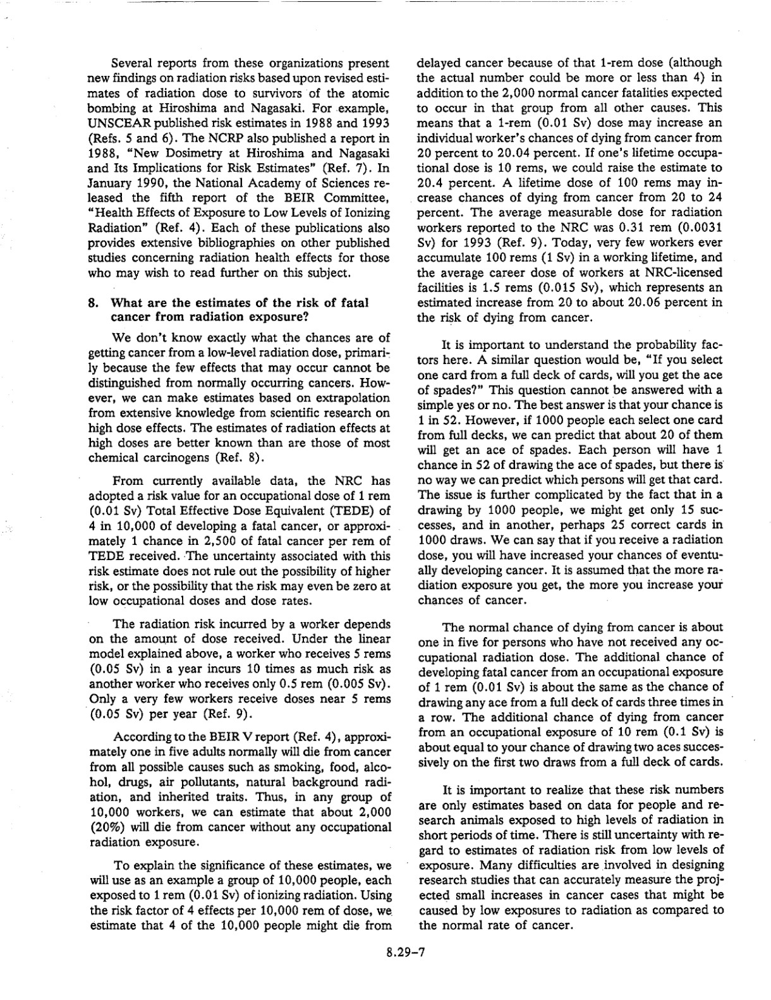 Several reports from these organizations present
new findings on radiation risks based upon revised esti-
mates of radiation dose to survivors of the atomic
bombing at Hiroshima and Nagasaki. For example,
UNSCEAR published risk estimates in 1988 and 1993
(Refs. 5 and 6). The NCRP also published a report in
1988, “New Dosimetry at Hiroshima and Nagasaki
and Its Implications for Risk Estimates” (Ref. 7). In
January 1990, the National Academy of Sciences re-
leased the fifth report of the BEIR Committee,
“Health Effects of Exposure to Low Levels of Ionizing
Radiation” (Ref. 4). Each of these publications also
provides extensive bibliographies on other published
studies concerning radiation health effects for those
who may wish to read further on this subject.
8. What are the estimates of the risk of fatal
cancer from radiation exposure?
We don’t know exactly what the chances are of
getting cancer from a low-level radiation dose, primari-
ly because the few effects that may occur cannot be
distinguished from normally occurring cancers. How-
ever, we can make estimates based on extrapolation
from extensive knowledge from scientific research on
high dose effects. The estimates of radiation effects at
high doses are better known than are those of most
chemical carcinogens (Ref. 8).
From currently available data, the NRC has
adopted a risk value for an occupational dose of 1 rem
(0.01 Sv) Total Effective Dose Equivalent (TEDE) of
4 in 10,000 of developing a fatal cancer, or approxi-
mately 1 chance in 2,500 of fatal cancer per rem of
TEDE received. The uncertainty associated with this
risk estimate does not rule out the possibility of higher
risk, or the possibility that the risk may even be zero at
low occupational doses and dose rates.
The radiation risk incurred by a worker depends
on the amount of dose received. Under the linear
model explained above, a worker who receives 5 rems
(0.05 Sv) in a year incurs 10 times as much risk as
another worker who receives only 0.5 rem (0.005 Sv).
Only a very few workers receive doses near 5 rems
(0.05 Sv) per year (Ref. 9).
According to the BEIR V report (Ref. 4), approxi-
mately one in five adults normally will die from cancer
from all possible causes such as smoking, food, alco-
hol, drugs, air pollutants, natural background radi-
ation, and inherited traits. Thus, in any group of
10,000 workers, we can estimate that about 2,000
(20%) will die from cancer without any occupational
radiation exposure.
To explain the significance of these estimates, we
will use as an example a group of 10,000 people, each
exposed to 1 rem (0.01 Sv) of ionizing radiation. Using
the risk factor of 4 effects per 10,000 rem of dose, we
estimate that 4 of the 10,000 people might die from
delayed cancer because of that 1-rem dose (although
the actual number could be more or less than 4) in
addition to the 2,000 normal cancer fatalities expected
to occur in that group from all other causes. This
means that a 1-rem (0.01 Sv) dose may increase an
individual worker’s chances of dying from cancer from
20 percent to 20.04 percent. If one’s lifetime occupa-
tional dose is 10 rems, we could raise the estimate to
20.4 percent. A lifetime dose of 100 rems may in-
crease chances of dying from cancer from 20 to 24
percent. The average measurable dose for radiation
workers reported to the NRC was 0.31 rem (0.0031
Sv) for 1993 (Ref. 9). Today, very few workers ever
accumulate 100 rems (1 Sv) in a working lifetime, and
the average career dose of workers at NRC-licensed
facilities is 1.5 rems (0.015 Sv), which represents an
estimated increase from 20 to about 20.06 percent in
the risk of dying from cancer.
It is important to understand the probability fac-
tors here. A similar question would be, “If you select
one card from a full deck of cards, will you get the ace
of spades?” This question cannot be answered with a
simple yes or no. The best answer is that your chance is
1 in 52. However, if 1000 people each select one card
from full decks, we can predict that about 20 of them
will get an ace of spades. Each person will have 1
chance in 52 of drawing the ace of spades, but there is
no way we can predict which persons will get that card.
The issue is further complicated by the fact that in a
drawing by 1000 people, we might get only 15 suc-
cesses, and in another, perhaps 25 correct cards in
1000 draws. We can say that if you receive a radiation
dose, you will have increased your chances of eventu-
ally developing cancer. It is assumed that the more ra-
diation exposure you get, the more you increase your
chances of cancer.
The normal chance of dying from cancer is about
one in five for persons who have not received any oc-
cupational radiation dose. The additional chance of
developing fatal cancer from an occupational exposure
of 1 rem (0.01 Sv) is about the same as the chance of
drawing any ace from a full deck of cards three times in
a row. The additional chance of dying from cancer
from an occupational exposure of 10 rem (0.1 Sv) is
about equal to your chance of drawing two aces succes-
sively on the first two draws from a full deck of cards.
It is important to realize that these risk numbers
are only estimates based on data for people and re-
search animals exposed to high levels of radiation in
short periods of time. There is still uncertainty with re-
gard to estimates of radiation risk from low levels of
exposure. Many difficulties are involved in designing
research studies that can accurately measure the proj-
ected small increases in cancer cases that might be
caused by low exposures to radiation as compared to
the normal rate of cancer.
8.29-7